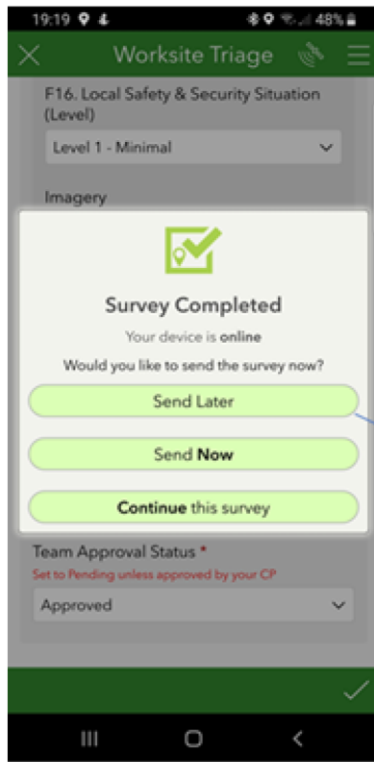 19:19 48%
Worksite Triage
F16. Local Safety & Security Situation
(Level)
Level 1 - Minimal
Imagery
Survey Completed
Your device is online
Would you like to send the survey now?
Send Later
Send Now
Continue this survey
Team Approval Status *
Set to Pending unless approved by your CP
Approved